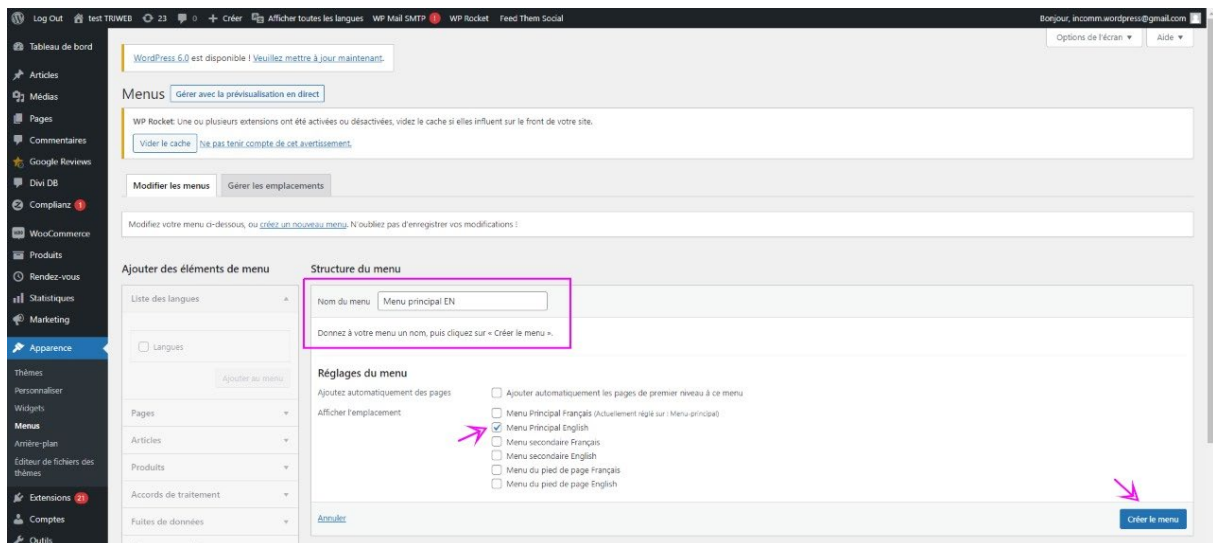 Log Out test TRIWEB 23 0 Créer Afficher toutes les langues WP Mail SMTP WP Rocket Feed Them Social Bonjour, incomm.wordpress@gmail.com
Options de l'écran Aide
Tableau de bord
Articles
Médias
Pages
Commentaires
Google Reviews
Divi DB
Complianz 1
WooCommerce
Produits
Rendez-vous
Statistiques
Marketing
Apparence
Thèmes
Personnaliser
Widgets
Menus
Arrière-plan
Éditeur de fichiers des
thèmes
Extensions 21
Comptes
Outils
WordPress 6.0 est disponible ! Veuillez mettre à jour maintenant.
Menus Gérer avec la prévisualisation en direct
WP Rocket: Une ou plusieurs extensions ont été activées ou désactivées, videz le cache si elles influent sur le front de votre site.
Vider le cache Ne pas tenir compte de cet avertissement.
Modifier les menus Gérer les emplacements
Modifiez votre menu ci-dessous, ou créez un nouveau menu. N'oubliez pas d'enregistrer vos modifications !
Ajouter des éléments de menu
Liste des langues
Langues
Ajouter au menu
Pages
Articles
Produits
Accords de traitement
Fuites de données
Structure du menu
Nom du menu Menu principal EN
Donnez à votre menu un nom, puis cliquez sur « Créer le menu ».
Réglages du menu
Ajoutez automatiquement des pages Ajouter automatiquement les pages de premier niveau à ce menu
Afficher l'emplacement Menu Principal Français (Actuellement réglé sur : Menu-principal)
Menu Principal English
Menu secondaire Français
Menu secondaire English
Menu du pied de page Français
Menu du pied de page English
Annuler Créer le menu